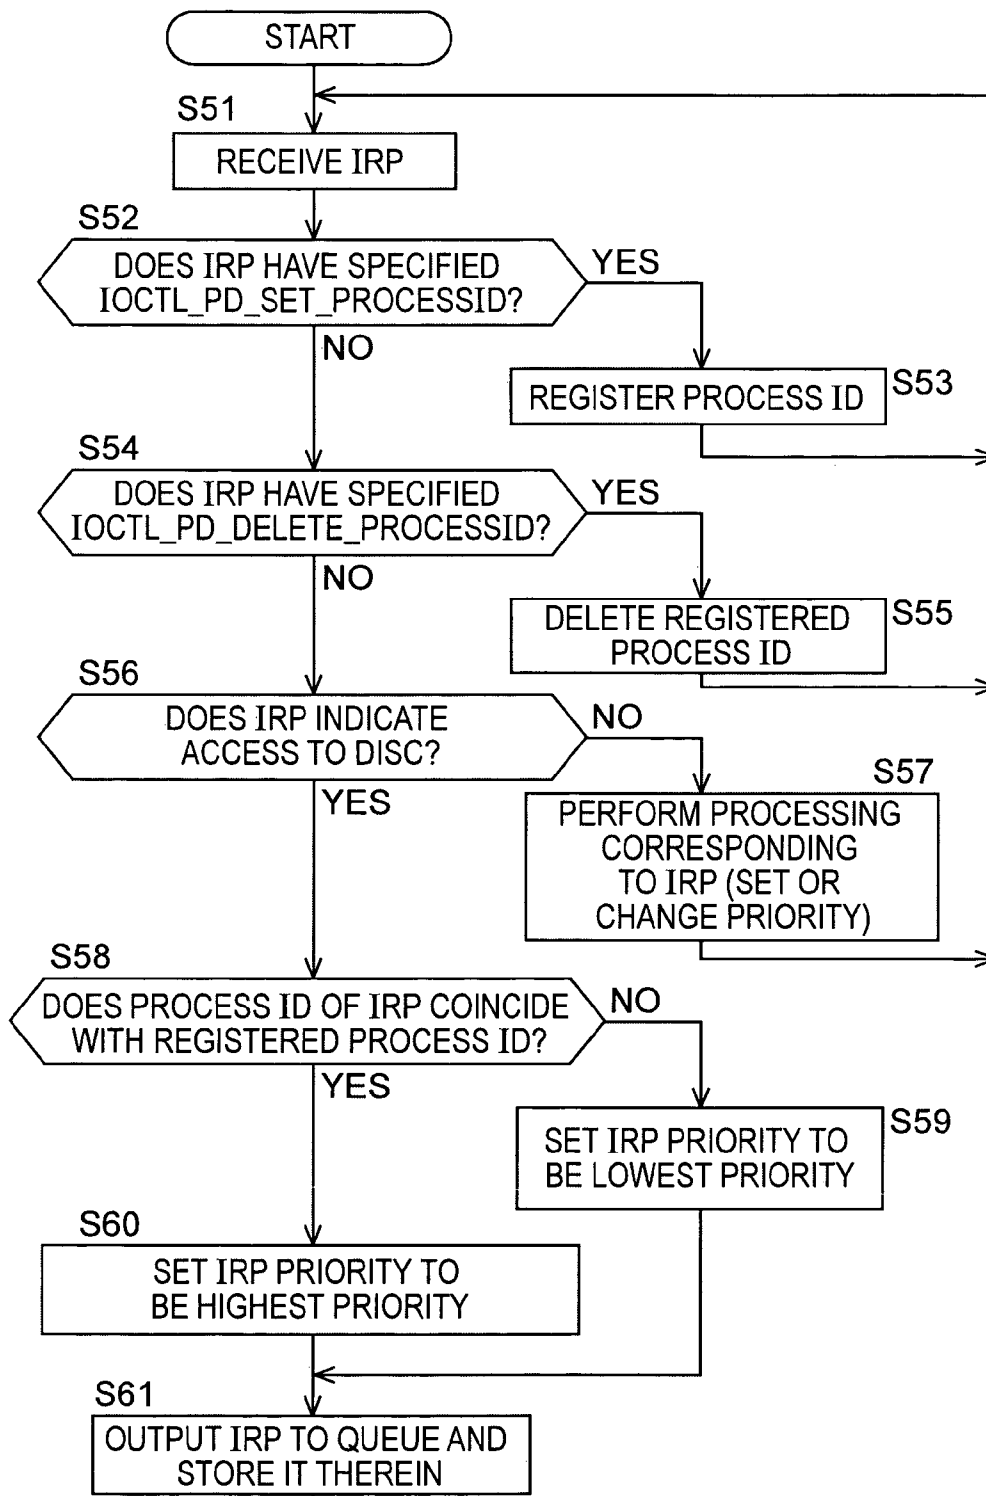 START
S51
RECEIVE IRP
S52
DOES IRP HAVE SPECIFIED
IOCTL_PD_SET_PROCESSID?
YES
NO
S53
REGISTER PROCESS ID
S54
DOES IRP HAVE SPECIFIED
IOCTL_PD_DELETE_PROCESSID?
YES
NO
S55
DELETE REGISTERED
PROCESS ID
S56
DOES IRP INDICATE
ACCESS TO DISC?
NO
YES
S57
PERFORM PROCESSING
CORRESPONDING
TO IRP (SET OR
CHANGE PRIORITY)
S58
DOES PROCESS ID OF IRP COINCIDE
WITH REGISTERED PROCESS ID?
NO
YES
S59
SET IRP PRIORITY TO
BE LOWEST PRIORITY
S60
SET IRP PRIORITY TO
BE HIGHEST PRIORITY
S61
OUTPUT IRP TO QUEUE AND
STORE IT THEREIN